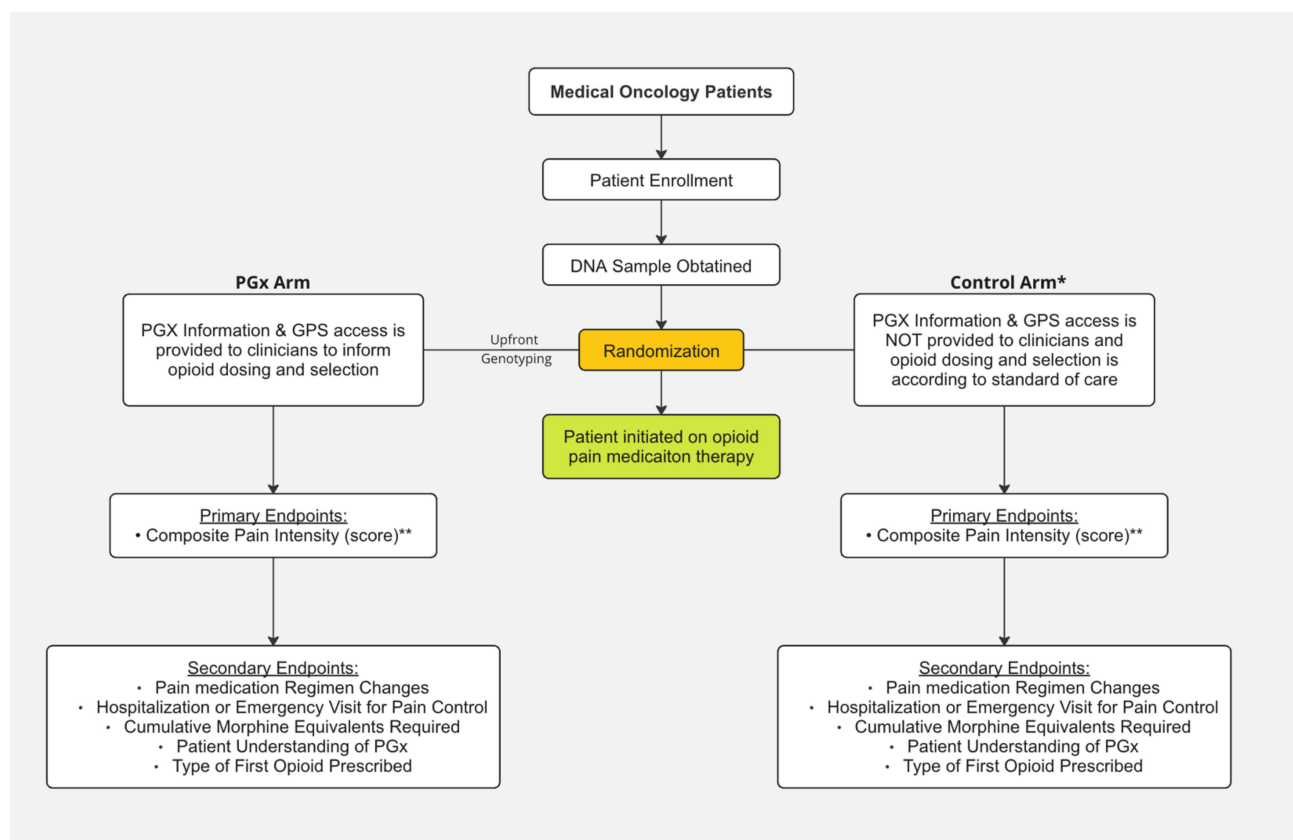 Medical Oncology Patients
Patient Enrollment
DNA Sample Obtatined
PGx Arm
PGX Information & GPS access is
provided to clinicians to inform
opioid dosing and selection
Upfront
Genotyping
Randomization
Control Arm*
PGX Information & GPS access is
NOT provided to clinicians and
opioid dosing and selection is
according to standard of care
Patient initiated on opioid
pain medicaiton therapy
Primary Endpoints:
• Composite Pain Intensity (score)**
Primary Endpoints:
• Composite Pain Intensity (score)**
Secondary Endpoints:
• Pain medication Regimen Changes
• Hospitalization or Emergency Visit for Pain Control
• Cumulative Morphine Equivalents Required
• Patient Understanding of PGx
• Type of First Opioid Prescribed
Secondary Endpoints:
• Pain medication Regimen Changes
• Hospitalization or Emergency Visit for Pain Control
• Cumulative Morphine Equivalents Required
• Patient Understanding of PGx
• Type of First Opioid Prescribed